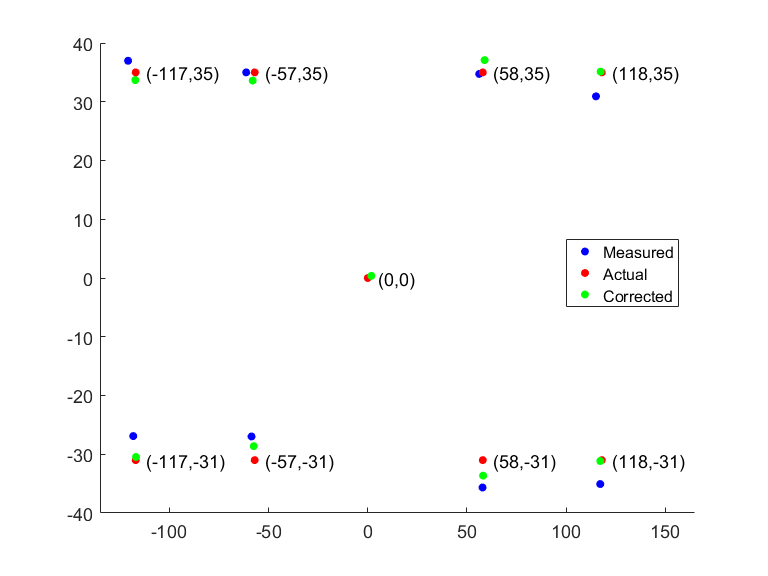 40
(-117,35) (-57,35) (58,35) (118,35)
30
20
10
Measured
0 (0,0) Actual
Corrected
-10
-20
-30
(-117,-31) (-57,-31) (58,-31) (118,-31)
-40
-100 -50 0 50 100 150